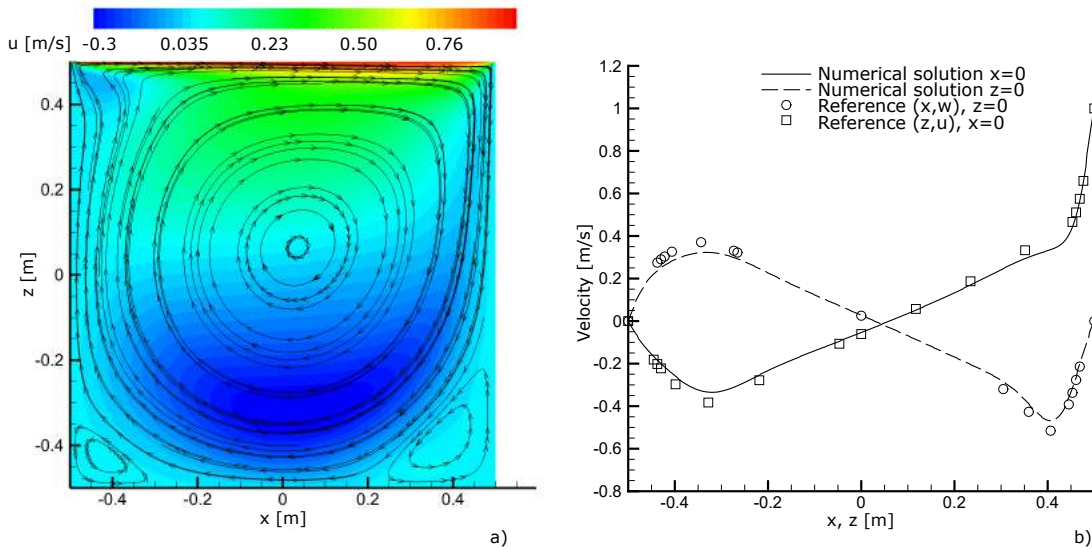 u [m/s] -0.3 0.035 0.23 0.50 0.76
0.4
0.2
0
-0.2
-0.4
z [m]
-0.4 -0.2 0 0.2 0.4
x [m]
a)
1.2
1
0.8
0.6
0.4
0.2
0
-0.2
-0.4
-0.6
-0.8
Velocity [m/s]
Numerical solution x=0
Numerical solution z=0
Reference (x,w), z=0
Reference (z,u), x=0
-0.4 -0.2 0 0.2 0.4
x, z [m]
b)